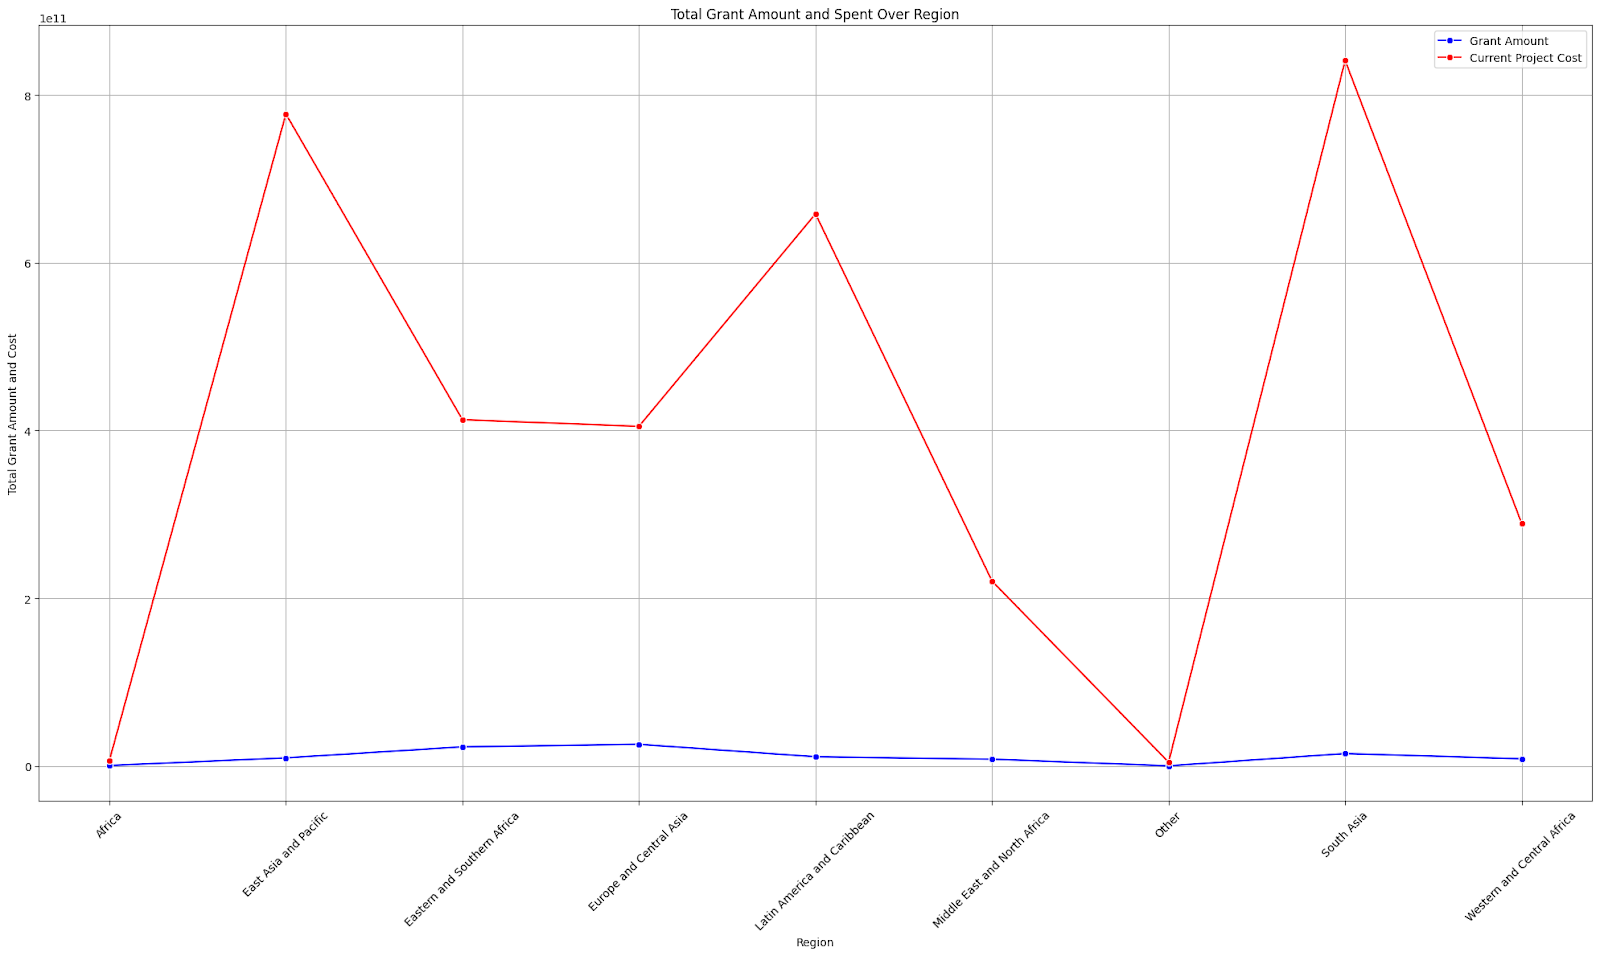 Total Grant Amount and Spent Over Region
1e11
Grant Amount
Current Project Cost
8
6
4
2
0
Total Grant Amount and Cost
Africa
East Asia and Pacific
Eastern and Southern Africa
Europe and Central Asia
Latin America and Caribbean
Middle East and North Africa
Other
South Asia
Western and Central Africa
Region